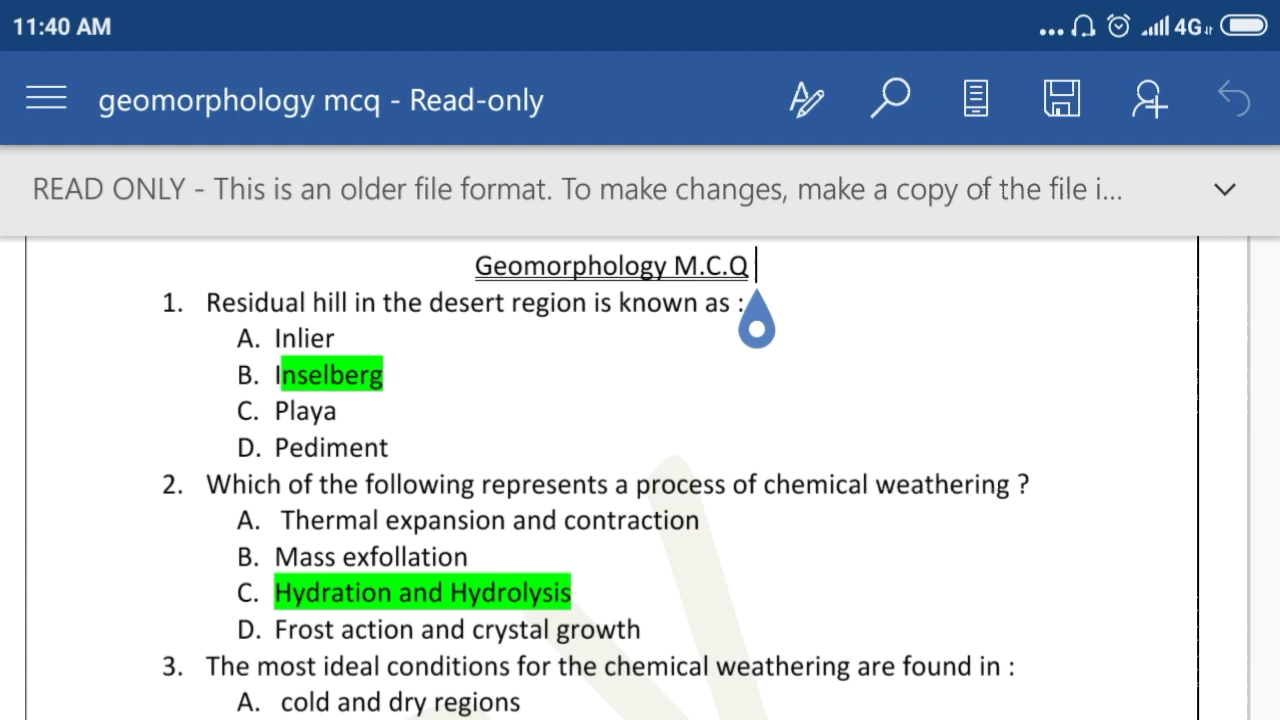 11:40 AM
4G
geomorphology mcq - Read-only
READ ONLY - This is an older file format. To make changes, make a copy of the file i...
Geomorphology M.C.Q
1. Residual hill in the desert region is known as :
A. Inlier
B. Inselberg
C. Playa
D. Pediment
2. Which of the following represents a process of chemical weathering ?
A. Thermal expansion and contraction
B. Mass exfollation
C. Hydration and Hydrolysis
D. Frost action and crystal growth
3. The most ideal conditions for the chemical weathering are found in :
A. cold and dry regions